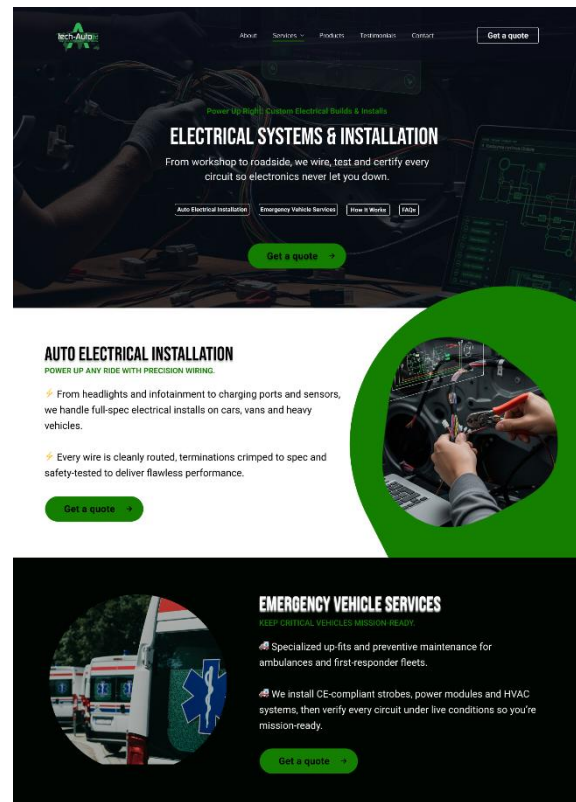 Tech-Auto
About Services Products Testimonials Contact Get a quote
Power Up Right: Custom Electrical Builds & Installs
ELECTRICAL SYSTEMS & INSTALLATION
From workshop to roadside, we wire, test and certify every
circuit so electronics never let you down.
Auto Electrical Installation Emergency Vehicle Services How It Works FAQs
Get a quote →
AUTO ELECTRICAL INSTALLATION
POWER UP ANY RIDE WITH PRECISION WIRING.
⚡ From headlights and infotainment to charging ports and sensors,
we handle full-spec electrical installs on cars, vans and heavy
vehicles.
⚡ Every wire is cleanly routed, terminations crimped to spec and
safety-tested to deliver flawless performance.
Get a quote →
EMERGENCY VEHICLE SERVICES
KEEP CRITICAL VEHICLES MISSION-READY.
🚑 Specialized up-fits and preventive maintenance for
ambulances and first-responder fleets.
🚑 We install CE-compliant strobes, power modules and HVAC
systems, then verify every circuit under live conditions so you’re
mission-ready.
Get a quote →